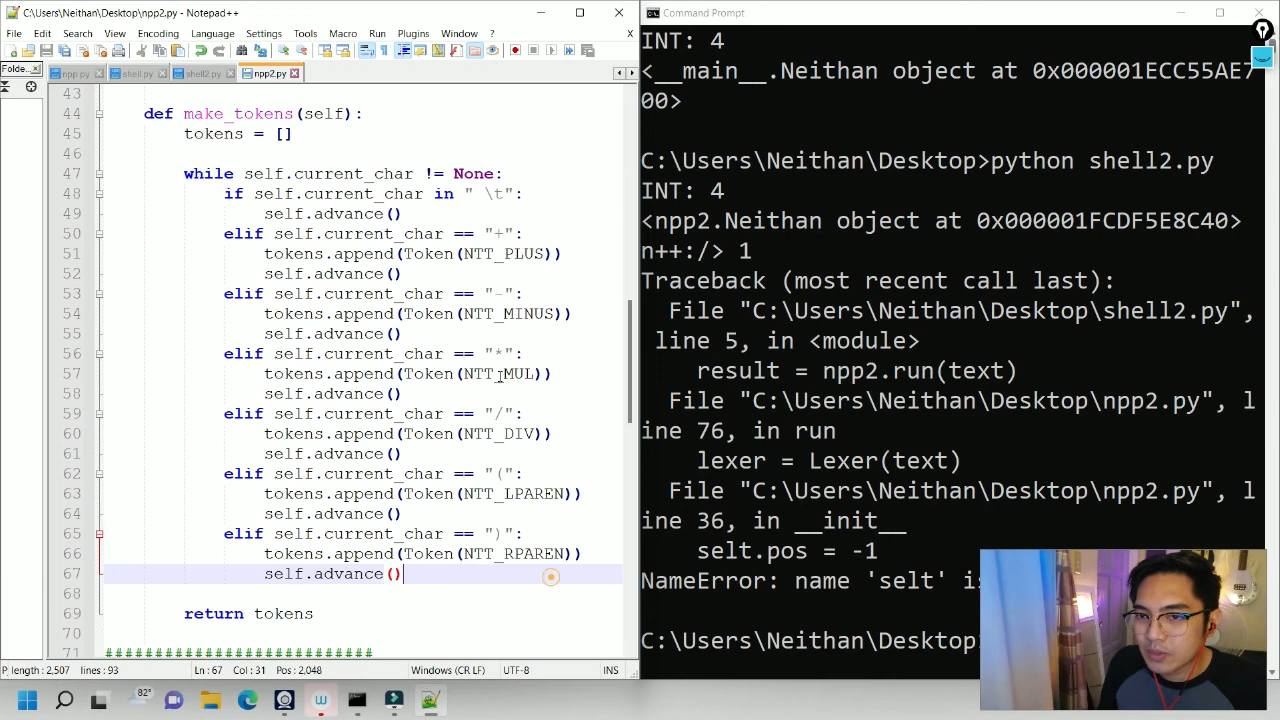 C:\Users\Neithan\Desktop\npp2.py - Notepad++
File Edit Search View Encoding Language Settings Tools Macro Run Plugins Window ? X
Folde...
npp.py
shell.py
shell2.py
npp2.py
43
44 def make_tokens(self):
45 tokens = []
46
47 while self.current_char != None:
48 if self.current_char in " \t":
49 self.advance()
50 elif self.current_char == "+":
51 tokens.append(Token(NTT_PLUS))
52 self.advance()
53 elif self.current_char == "-":
54 tokens.append(Token(NTT_MINUS))
55 self.advance()
56 elif self.current_char == "*":
57 tokens.append(Token(NTT_MUL))
58 self.advance()
59 elif self.current_char == "/":
60 tokens.append(Token(NTT_DIV))
61 self.advance()
62 elif self.current_char == "(":
63 tokens.append(Token(NTT_LPAREN))
64 self.advance()
65 elif self.current_char == ")":
66 tokens.append(Token(NTT_RPAREN))
67 self.advance()
68
69 return tokens
70
71 ###########################
P length : 2,507 lines : 93 Ln : 67 Col : 31 Pos : 2,048 Windows (CR LF) UTF-8 INS
Command Prompt
INT: 4
<__main__.Neithan object at 0x000001ECC55AE7
00>
C:\Users\Neithan\Desktop>python shell2.py
INT: 4
<npp2.Neithan object at 0x000001FCDF5E8C40>
n++:/> 1
Traceback (most recent call last):
File "C:\Users\Neithan\Desktop\shell2.py",
line 5, in <module>
result = npp2.run(text)
File "C:\Users\Neithan\Desktop\npp2.py", l
ine 76, in run
lexer = Lexer(text)
File "C:\Users\Neithan\Desktop\npp2.py", l
ine 36, in __init__
selt.pos = -1
NameError: name 'selt' is
C:\Users\Neithan\Desktop
82°